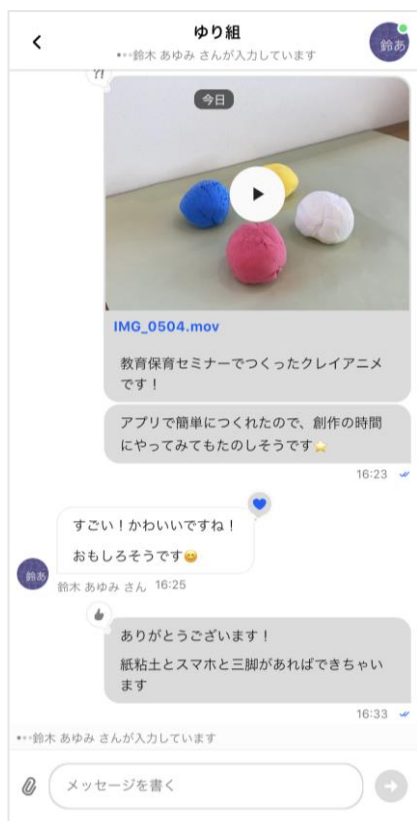 ゆり組
•••鈴木 あゆみ さんが入力しています
鈴あ
今日
IMG_0504.mov
教育保育セミナーでつくったクレイアニメ
です！
アプリで簡単につくれたので、創作の時間
にやってみてもたのしそうです⭐
16:23
すごい！かわいいですね！
おもしろそうです😄
鈴あ
鈴木 あゆみ さん 16:25
ありがとうございます！
紙粘土とスマホと三脚があればできちゃい
ます
16:33
•••鈴木 あゆみ さんが入力しています
メッセージを書く